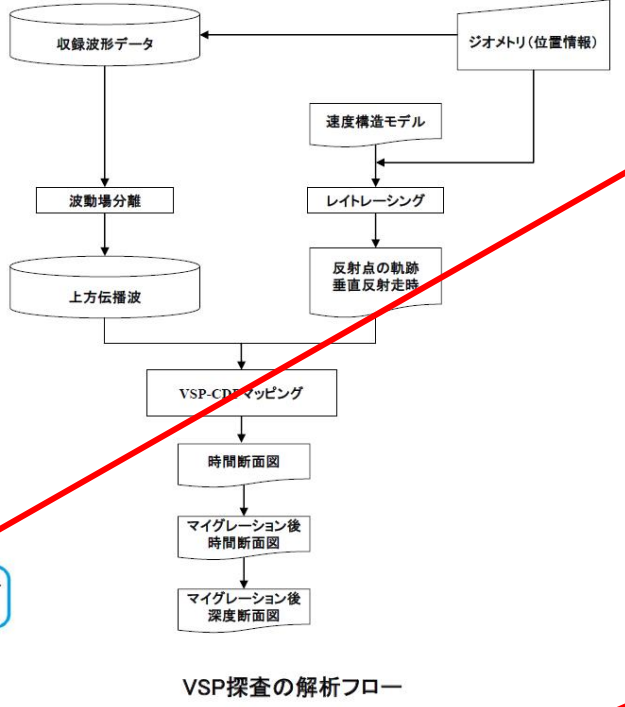 収録波形データ
ジオメトリ(位置情報)
速度構造モデル
波動場分離
レイトレーシング
上方伝播波
反射点の軌跡
垂直反射走時
VSP-CDPマッピング
時間断面図
マイグレーション後
時間断面図
マイグレーション後
深度断面図
VSP探査の解析フロー